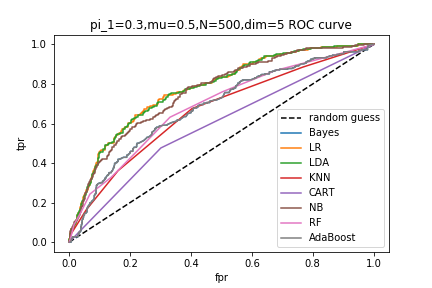 pi_1=0.3,mu=0.5,N=500,dim=5 ROC curve
1.0
0.8
0.6
0.4
0.2
0.0
tpr
random guess
Bayes
LR
LDA
KNN
CART
NB
RF
AdaBoost
0.0 0.2 0.4 0.6 0.8 1.0
fpr